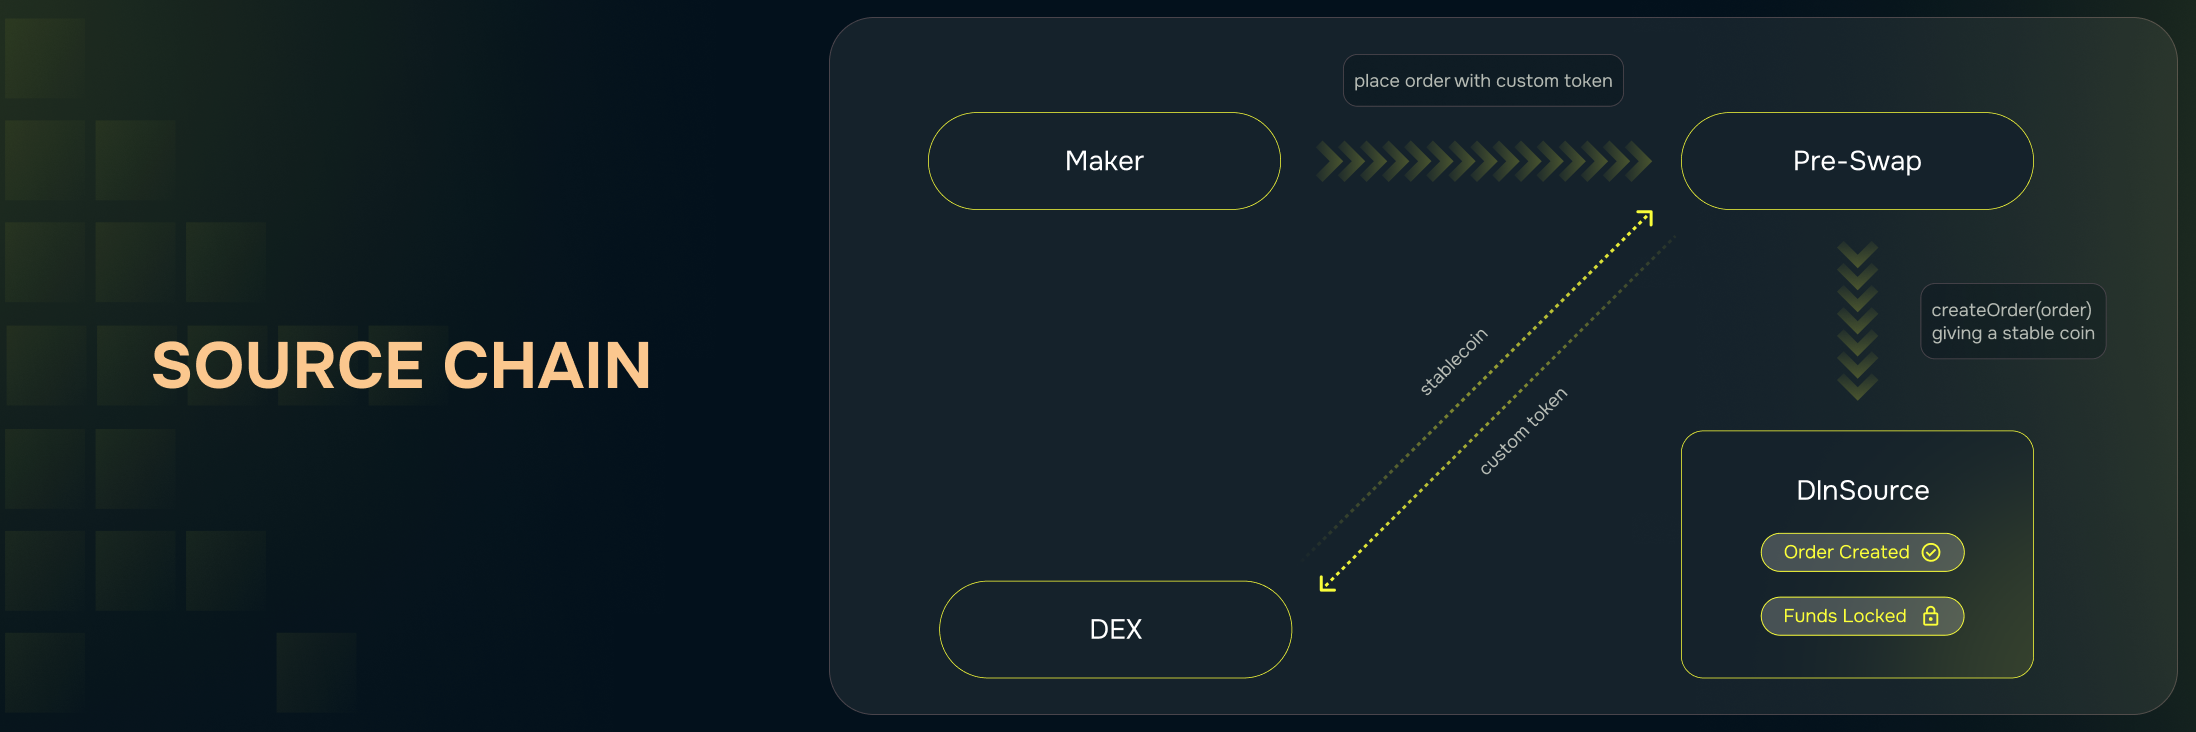 SOURCE CHAIN
place order with custom token
Maker
Pre-Swap
createOrder(order)
giving a stable coin
stablecoin
custom token
DInSource
Order Created
Funds Locked
DEX